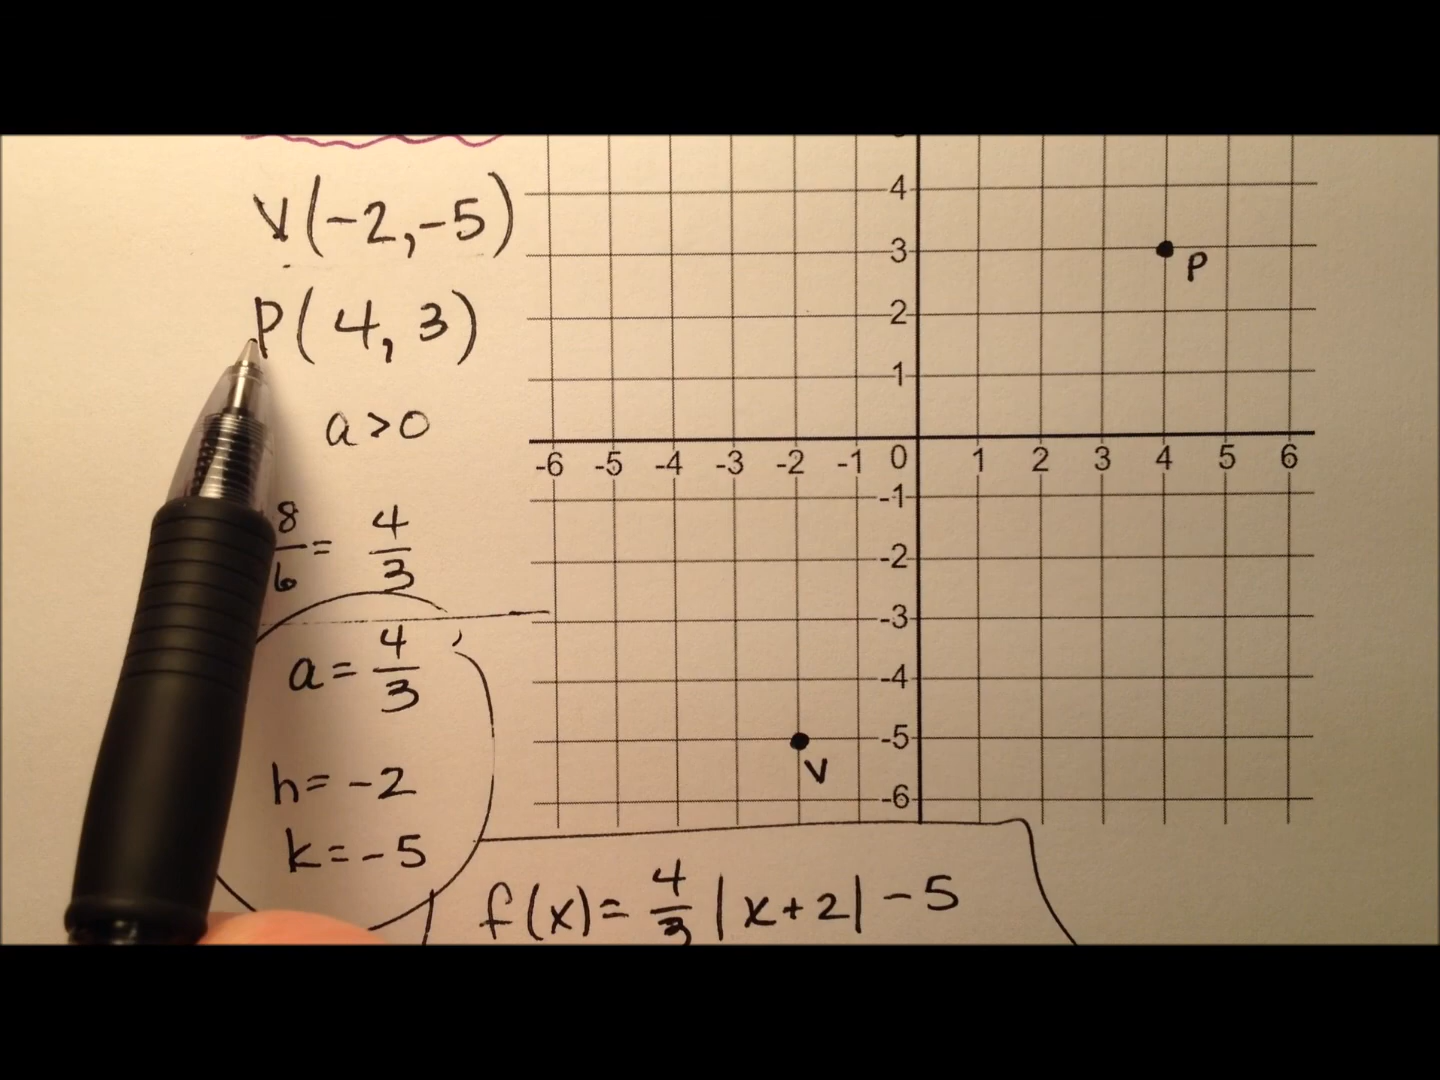 V(-2,-5)
P(4,3)
a>0
8/6 = 4/3
a = 4/3
h = -2
k = -5
4
3
P
2
1
-6 -5 -4 -3 -2 -1 0 1 2 3 4 5 6
-1
-2
-3
-4
-5
V
-6
f(x) = 4/3 |x+2| - 5